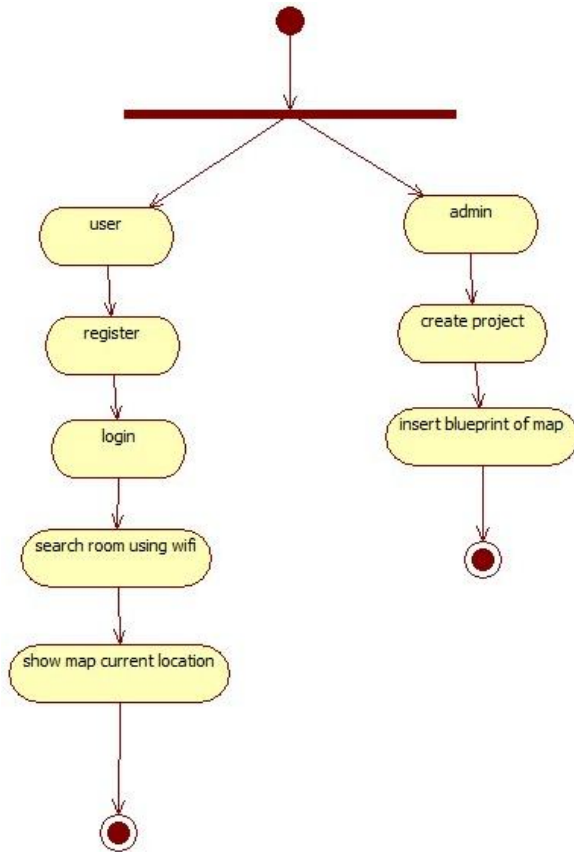 user
admin
register
create project
login
insert blueprint of map
search room using wifi
show map current location